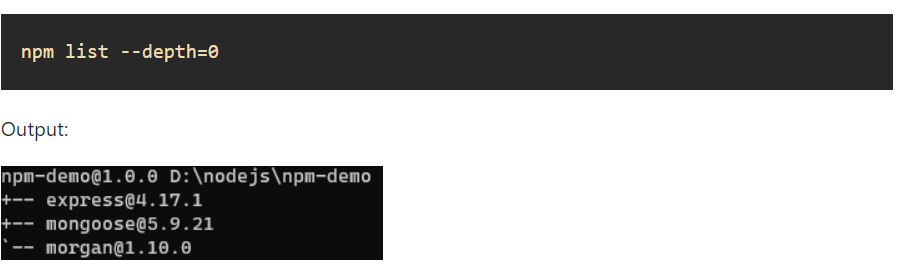 npm list --depth=0
Output:
npm-demo@1.0.0 D:\nodejs\npm-demo
+-- express@4.17.1
+-- mongoose@5.9.21
`-- morgan@1.10.0